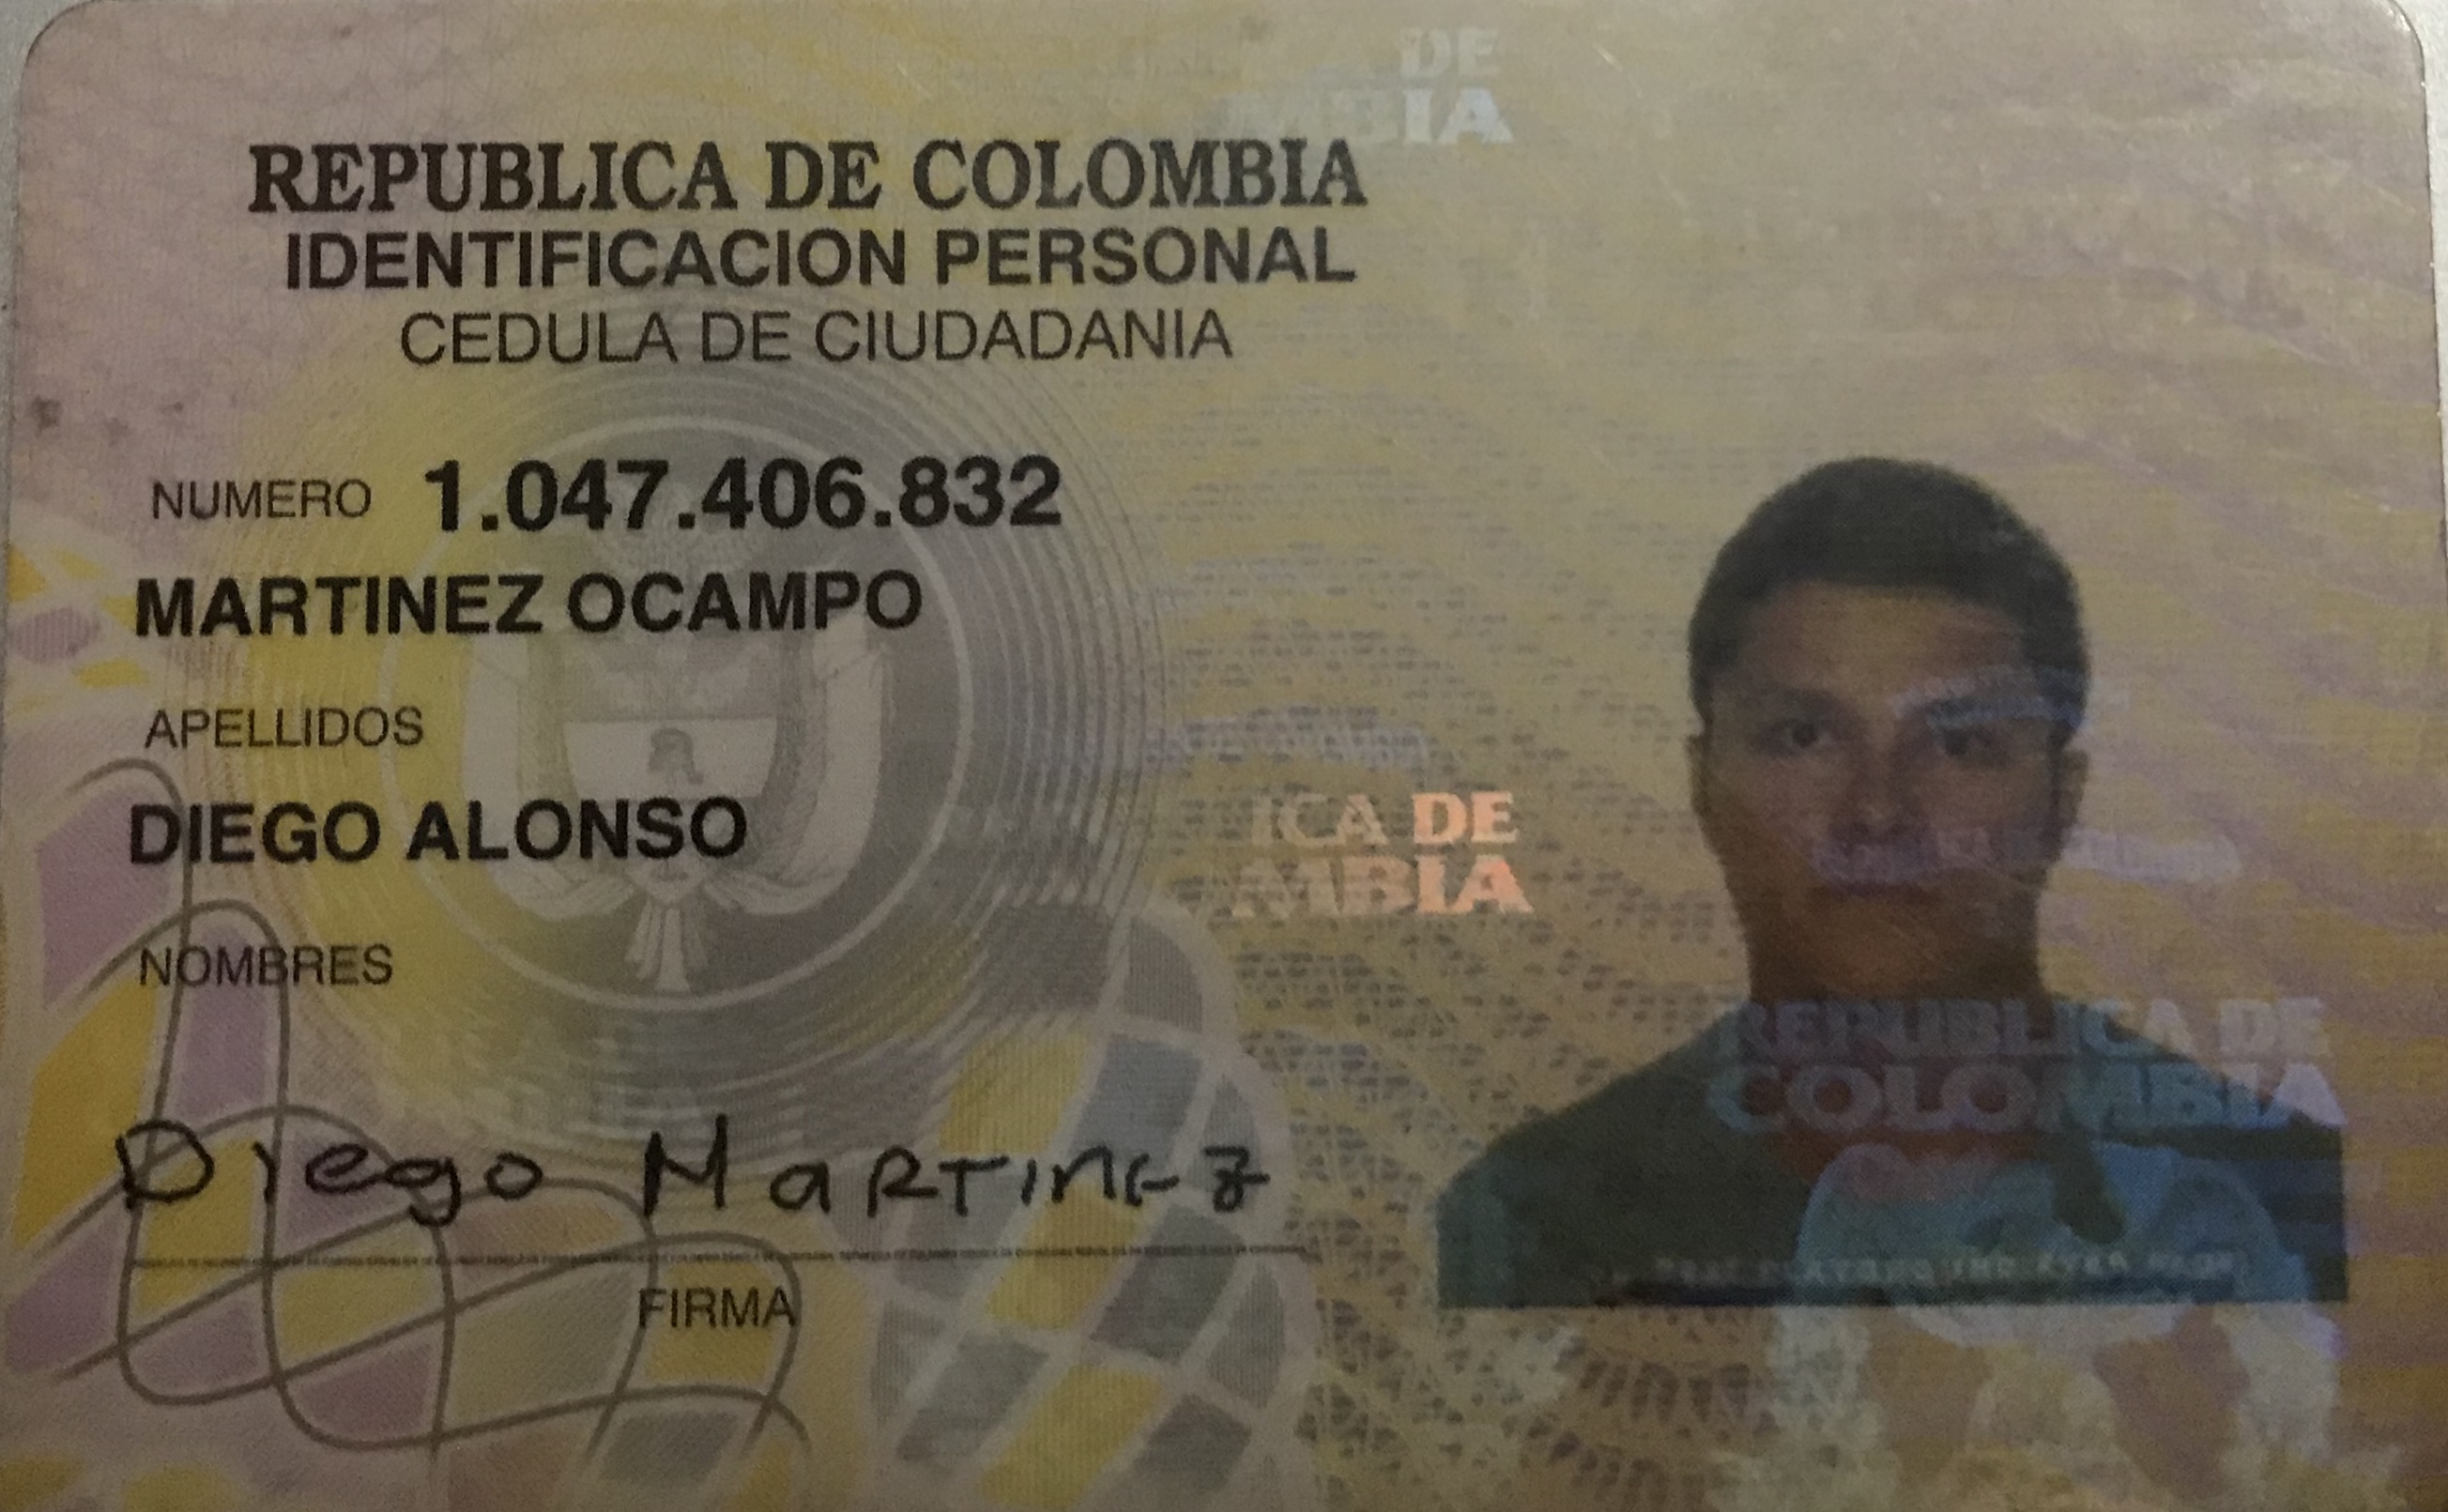 DE
MBIA
REPUBLICA DE COLOMBIA
IDENTIFICACION PERSONAL
CEDULA DE CIUDADANIA
NUMERO 1.047.406.832
MARTINEZ OCAMPO
APELLIDOS
DIEGO ALONSO
ICA DE
MBIA
NOMBRES
REPUBLICA DE
COLOMBIA
Diego MARTINEZ
FIRMA